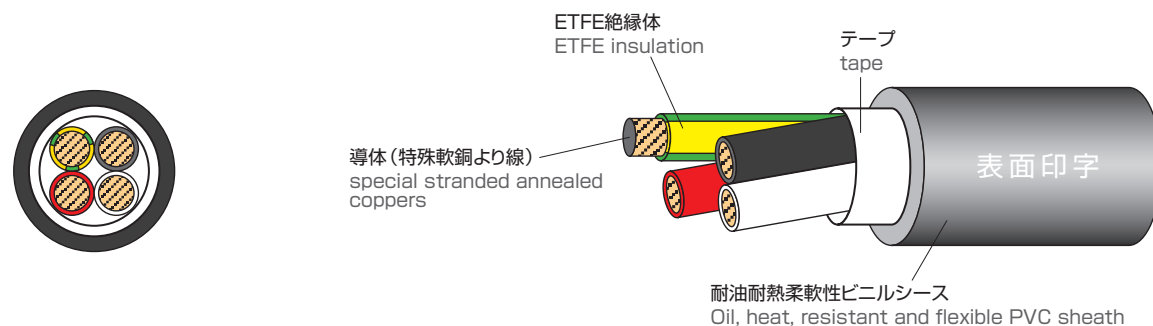 ETFE絶縁体
ETFE insulation
テープ
tape
導体（特殊軟銅より線）
special stranded annealed
coppers
表面印字
耐油耐熱柔軟性ビニルシース
Oil, heat, resistant and flexible PVC sheath